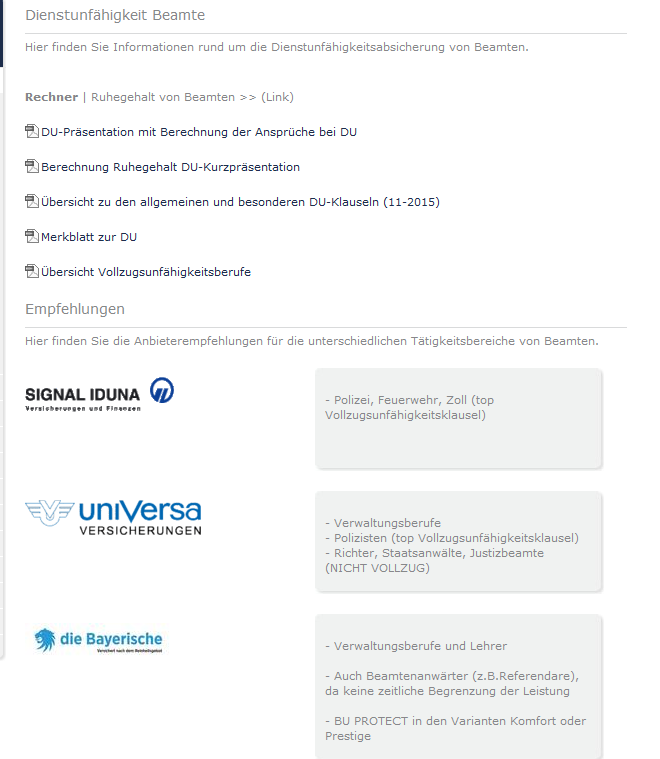 Dienstunfähigkeit Beamte
Hier finden Sie Informationen rund um die Dienstunfähigkeitsabsicherung von Beamten.
Rechner | Ruhegehalt von Beamten >> (Link)
DU-Präsentation mit Berechnung der Ansprüche bei DU
Berechnung Ruhegehalt DU-Kurzpräsentation
Übersicht zu den allgemeinen und besonderen DU-Klauseln (11-2015)
Merkblatt zur DU
Übersicht Vollzugsunfähigkeitsberufe
Empfehlungen
Hier finden Sie die Anbieterempfehlungen für die unterschiedlichen Tätigkeitsbereiche von Beamten.
SIGNAL IDUNA
Versicherungen und Finanzen
- Polizei, Feuerwehr, Zoll (top
Vollzugsunfähigkeitsklausel)
uniVersa
VERSICHERUNGEN
- Verwaltungsberufe
- Polizisten (top Vollzugsunfähigkeitsklausel)
- Richter, Staatsanwälte, Justizbeamte
(NICHT VOLLZUG)
die Bayerische
Versichert nach dem Reinheitsgebot
- Verwaltungsberufe und Lehrer
- Auch Beamtenanwärter (z.B.Referendare),
da keine zeitliche Begrenzung der Leistung
- BU PROTECT in den Varianten Komfort oder
Prestige